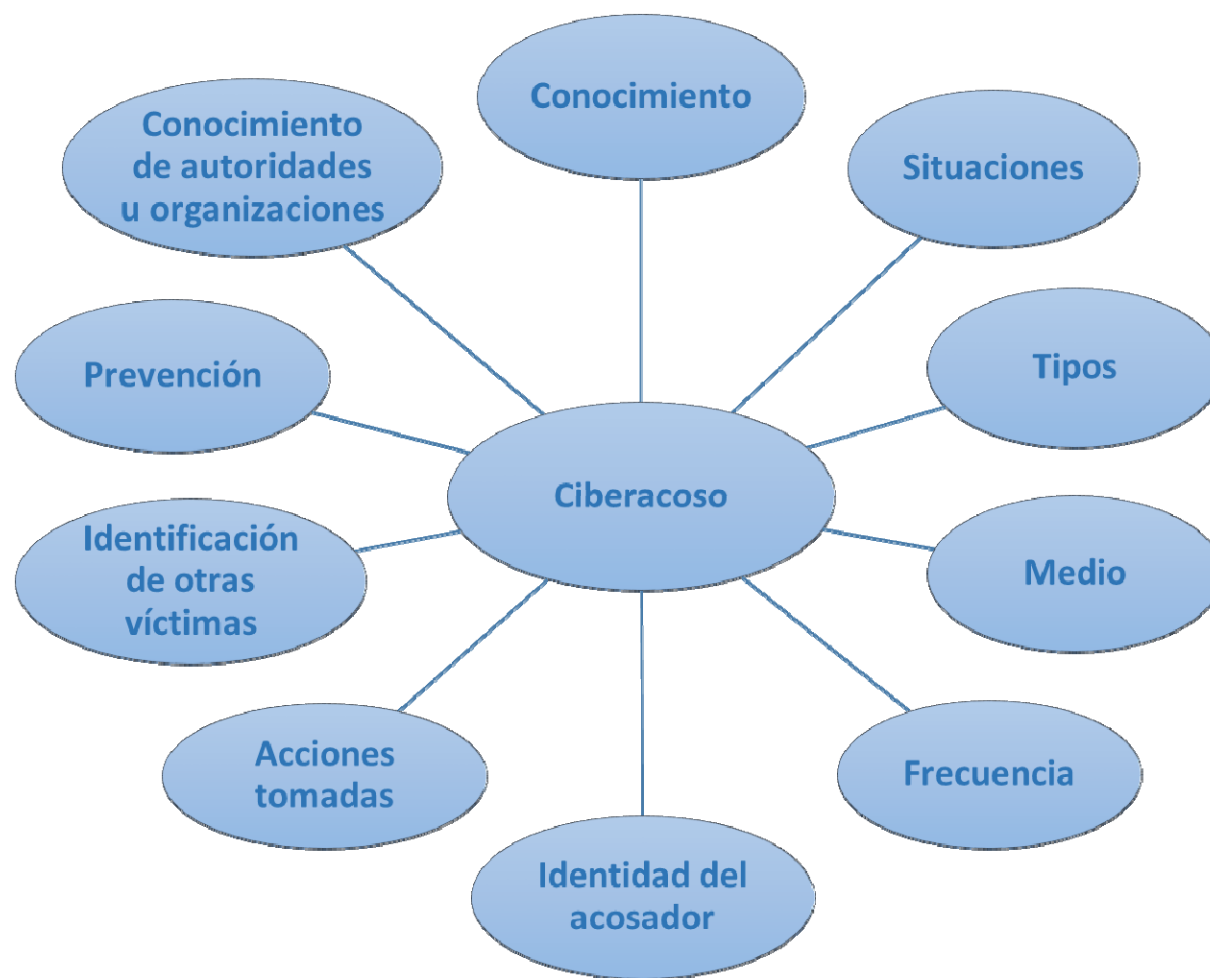 Conocimiento
Situaciones
Tipos
Medio
Frecuencia
Identidad del
acosador
Acciones
tomadas
Identificación
de otras
víctimas
Prevención
Conocimiento
de autoridades
u organizaciones
Ciberacoso